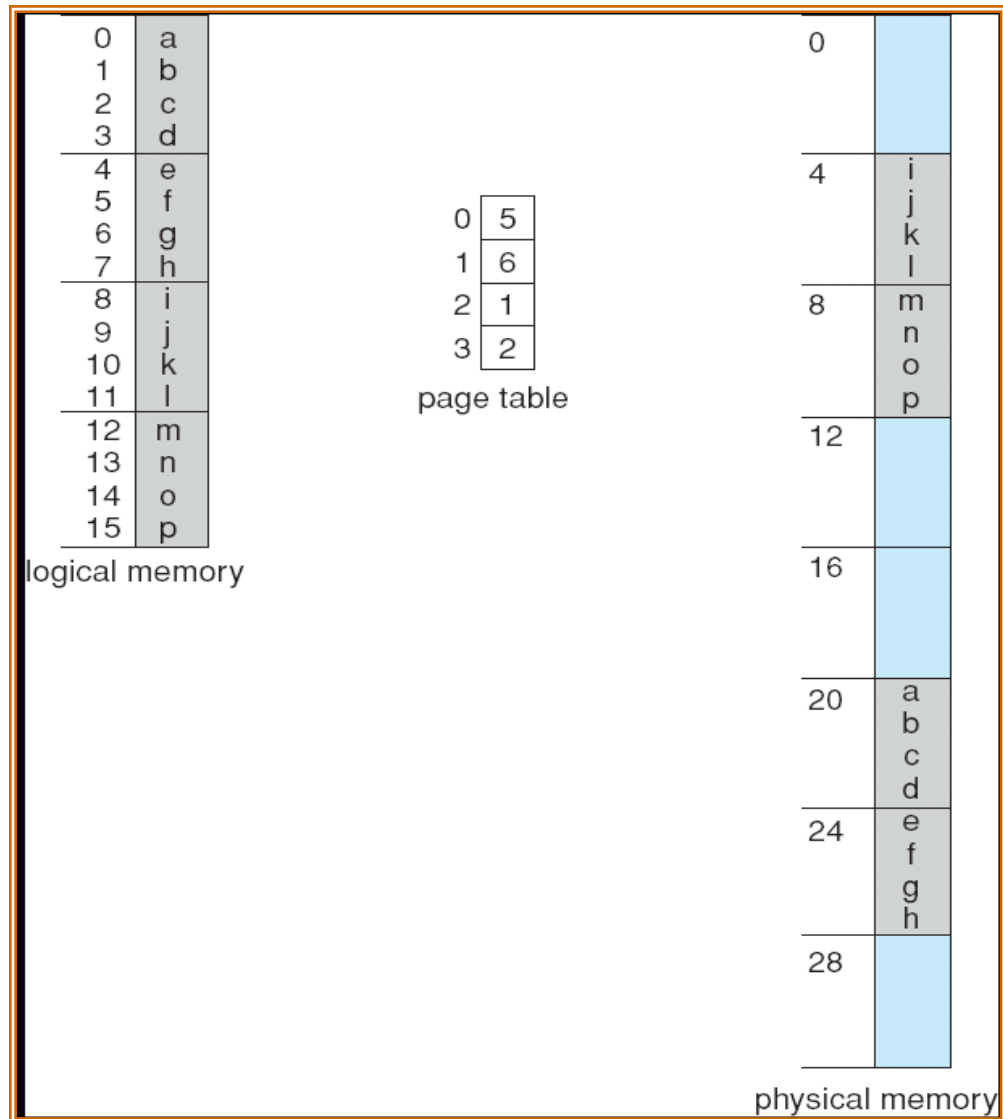 0 a
1 b
2 c
3 d
4 e
5 f
6 g
7 h
8 i
9 j
10 k
11 l
12 m
13 n
14 o
15 p
logical memory
0 5
1 6
2 1
3 2
page table
0
4 i
j
k
l
8 m
n
o
p
12
16
20 a
b
c
d
24 e
f
g
h
28
physical memory